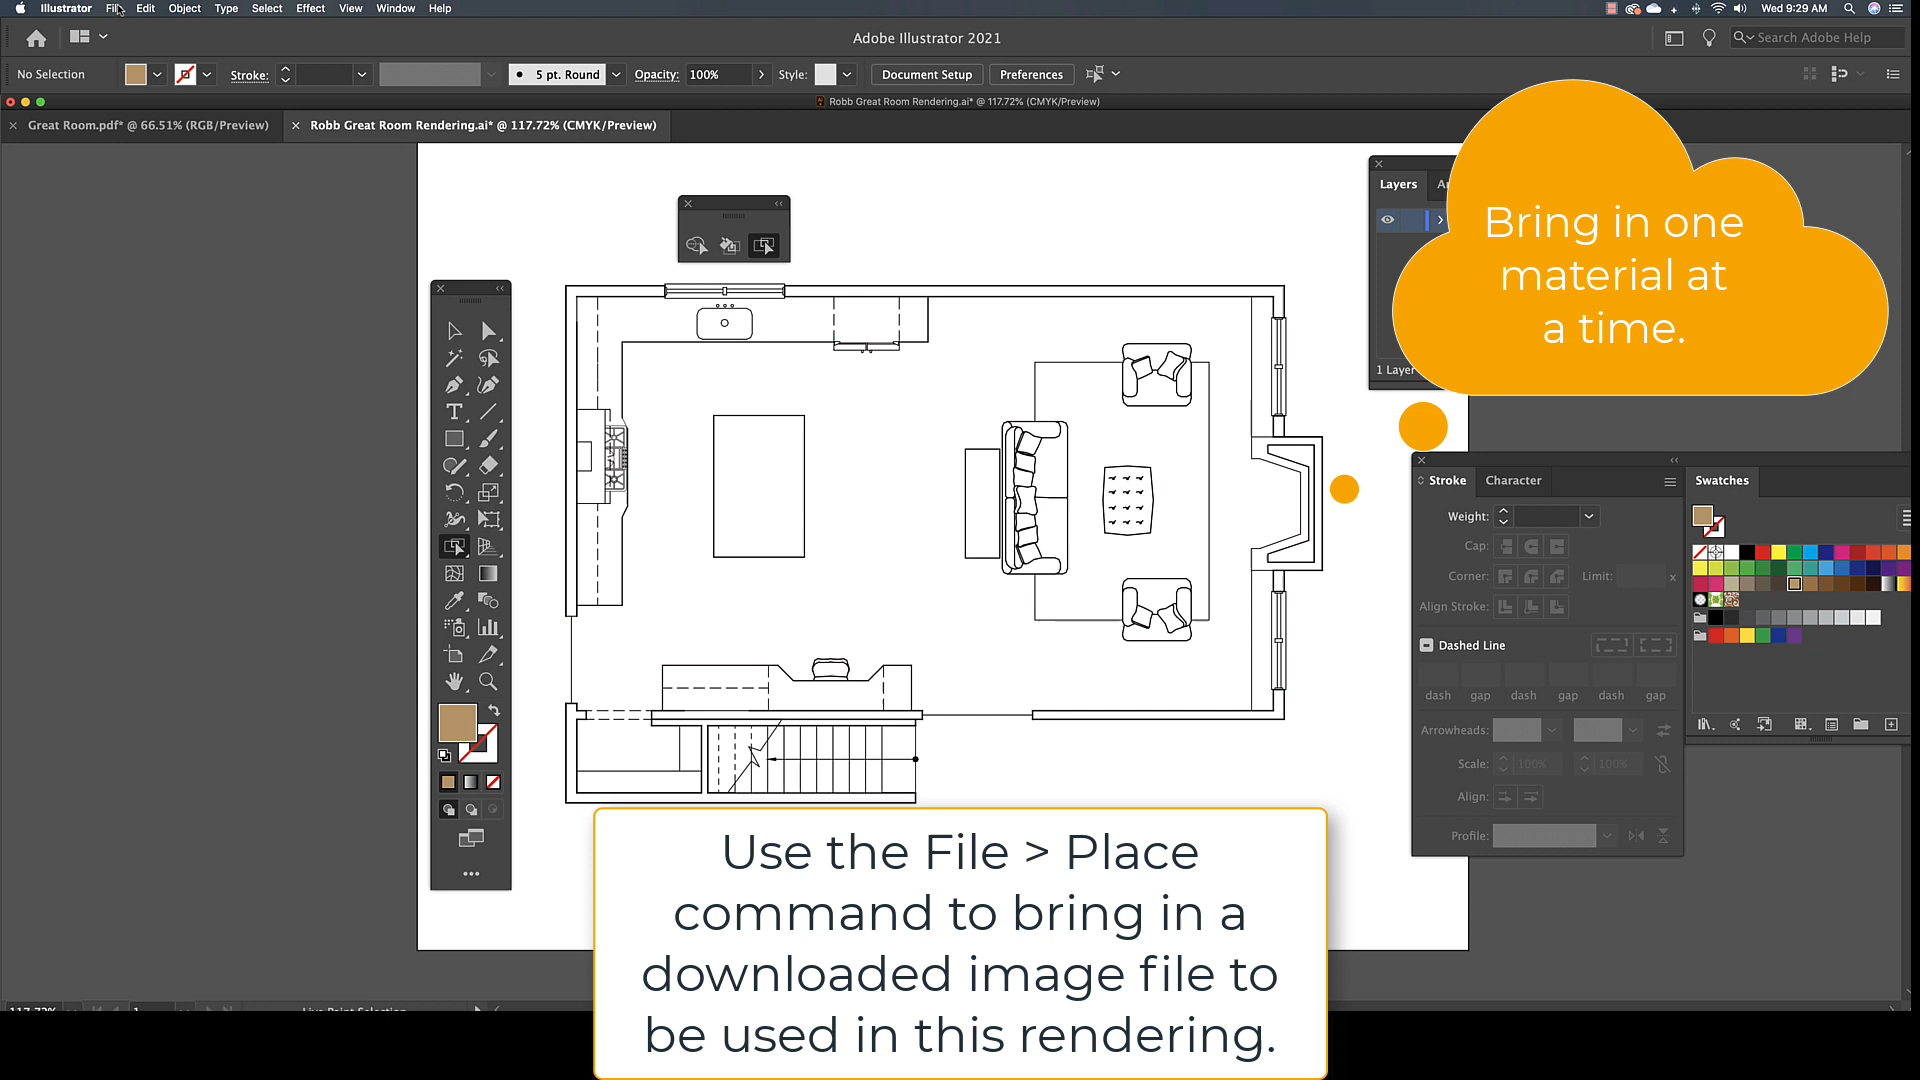 Illustrator File Edit Object Type Select Effect View Window Help
Wed 9:29 AM
Adobe Illustrator 2021
Search Adobe Help
No Selection
Stroke:
5 pt. Round
Opacity: 100%
Style:
Document Setup
Preferences
Robb Great Room Rendering.ai* @ 117.72% (CMYK/Preview)
Great Room.pdf* @ 66.51% (RGB/Preview)
Robb Great Room Rendering.ai* @ 117.72% (CMYK/Preview)
Layers
1 Layer
Bring in one
material at
a time.
Stroke Character
Swatches
Weight:
Cap:
Corner:
Limit:
x
Align Stroke:
Dashed Line
dash gap dash gap dash gap
Arrowheads:
Scale: 100% 100%
Align:
Profile:
Use the File > Place
command to bring in a
downloaded image file to
be used in this rendering.